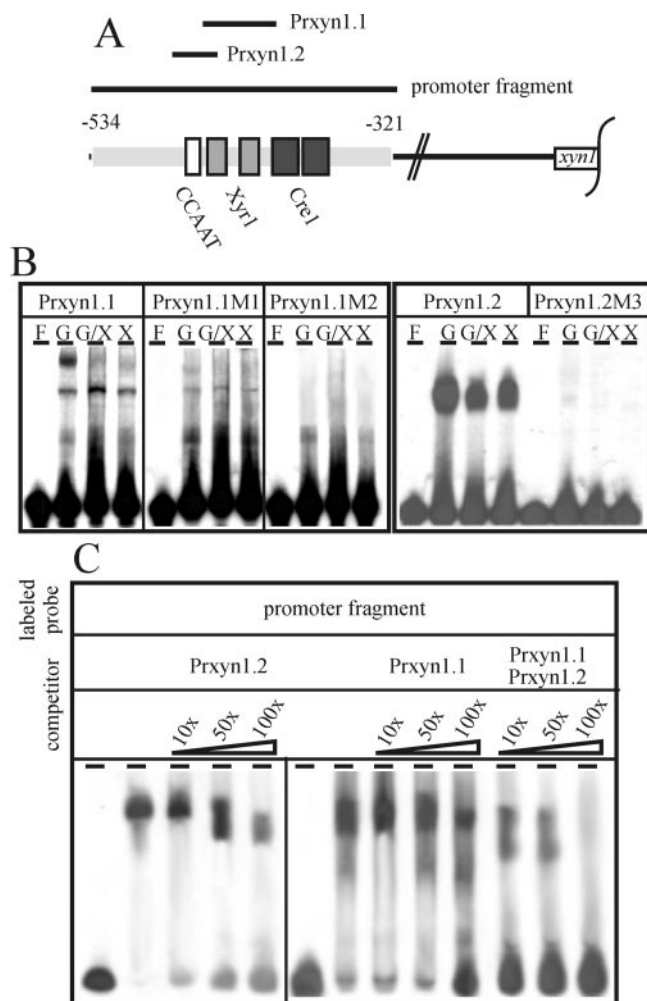 A
Prxyn1.1
Prxyn1.2
promoter fragment
-534
-321
xyn1
CCAAT
Xyr1
Cre1
B
Prxyn1.1 Prxyn1.1M1 Prxyn1.1M2 Prxyn1.2 Prxyn1.2M3
F G G/X X F G G/X X F G G/X X F G G/X X F G G/X X
C
labeled probe
promoter fragment
competitor
Prxyn1.2 Prxyn1.1 Prxyn1.1
Prxyn1.2
10x 50x 100x 10x 50x 100x 10x 50x 100x